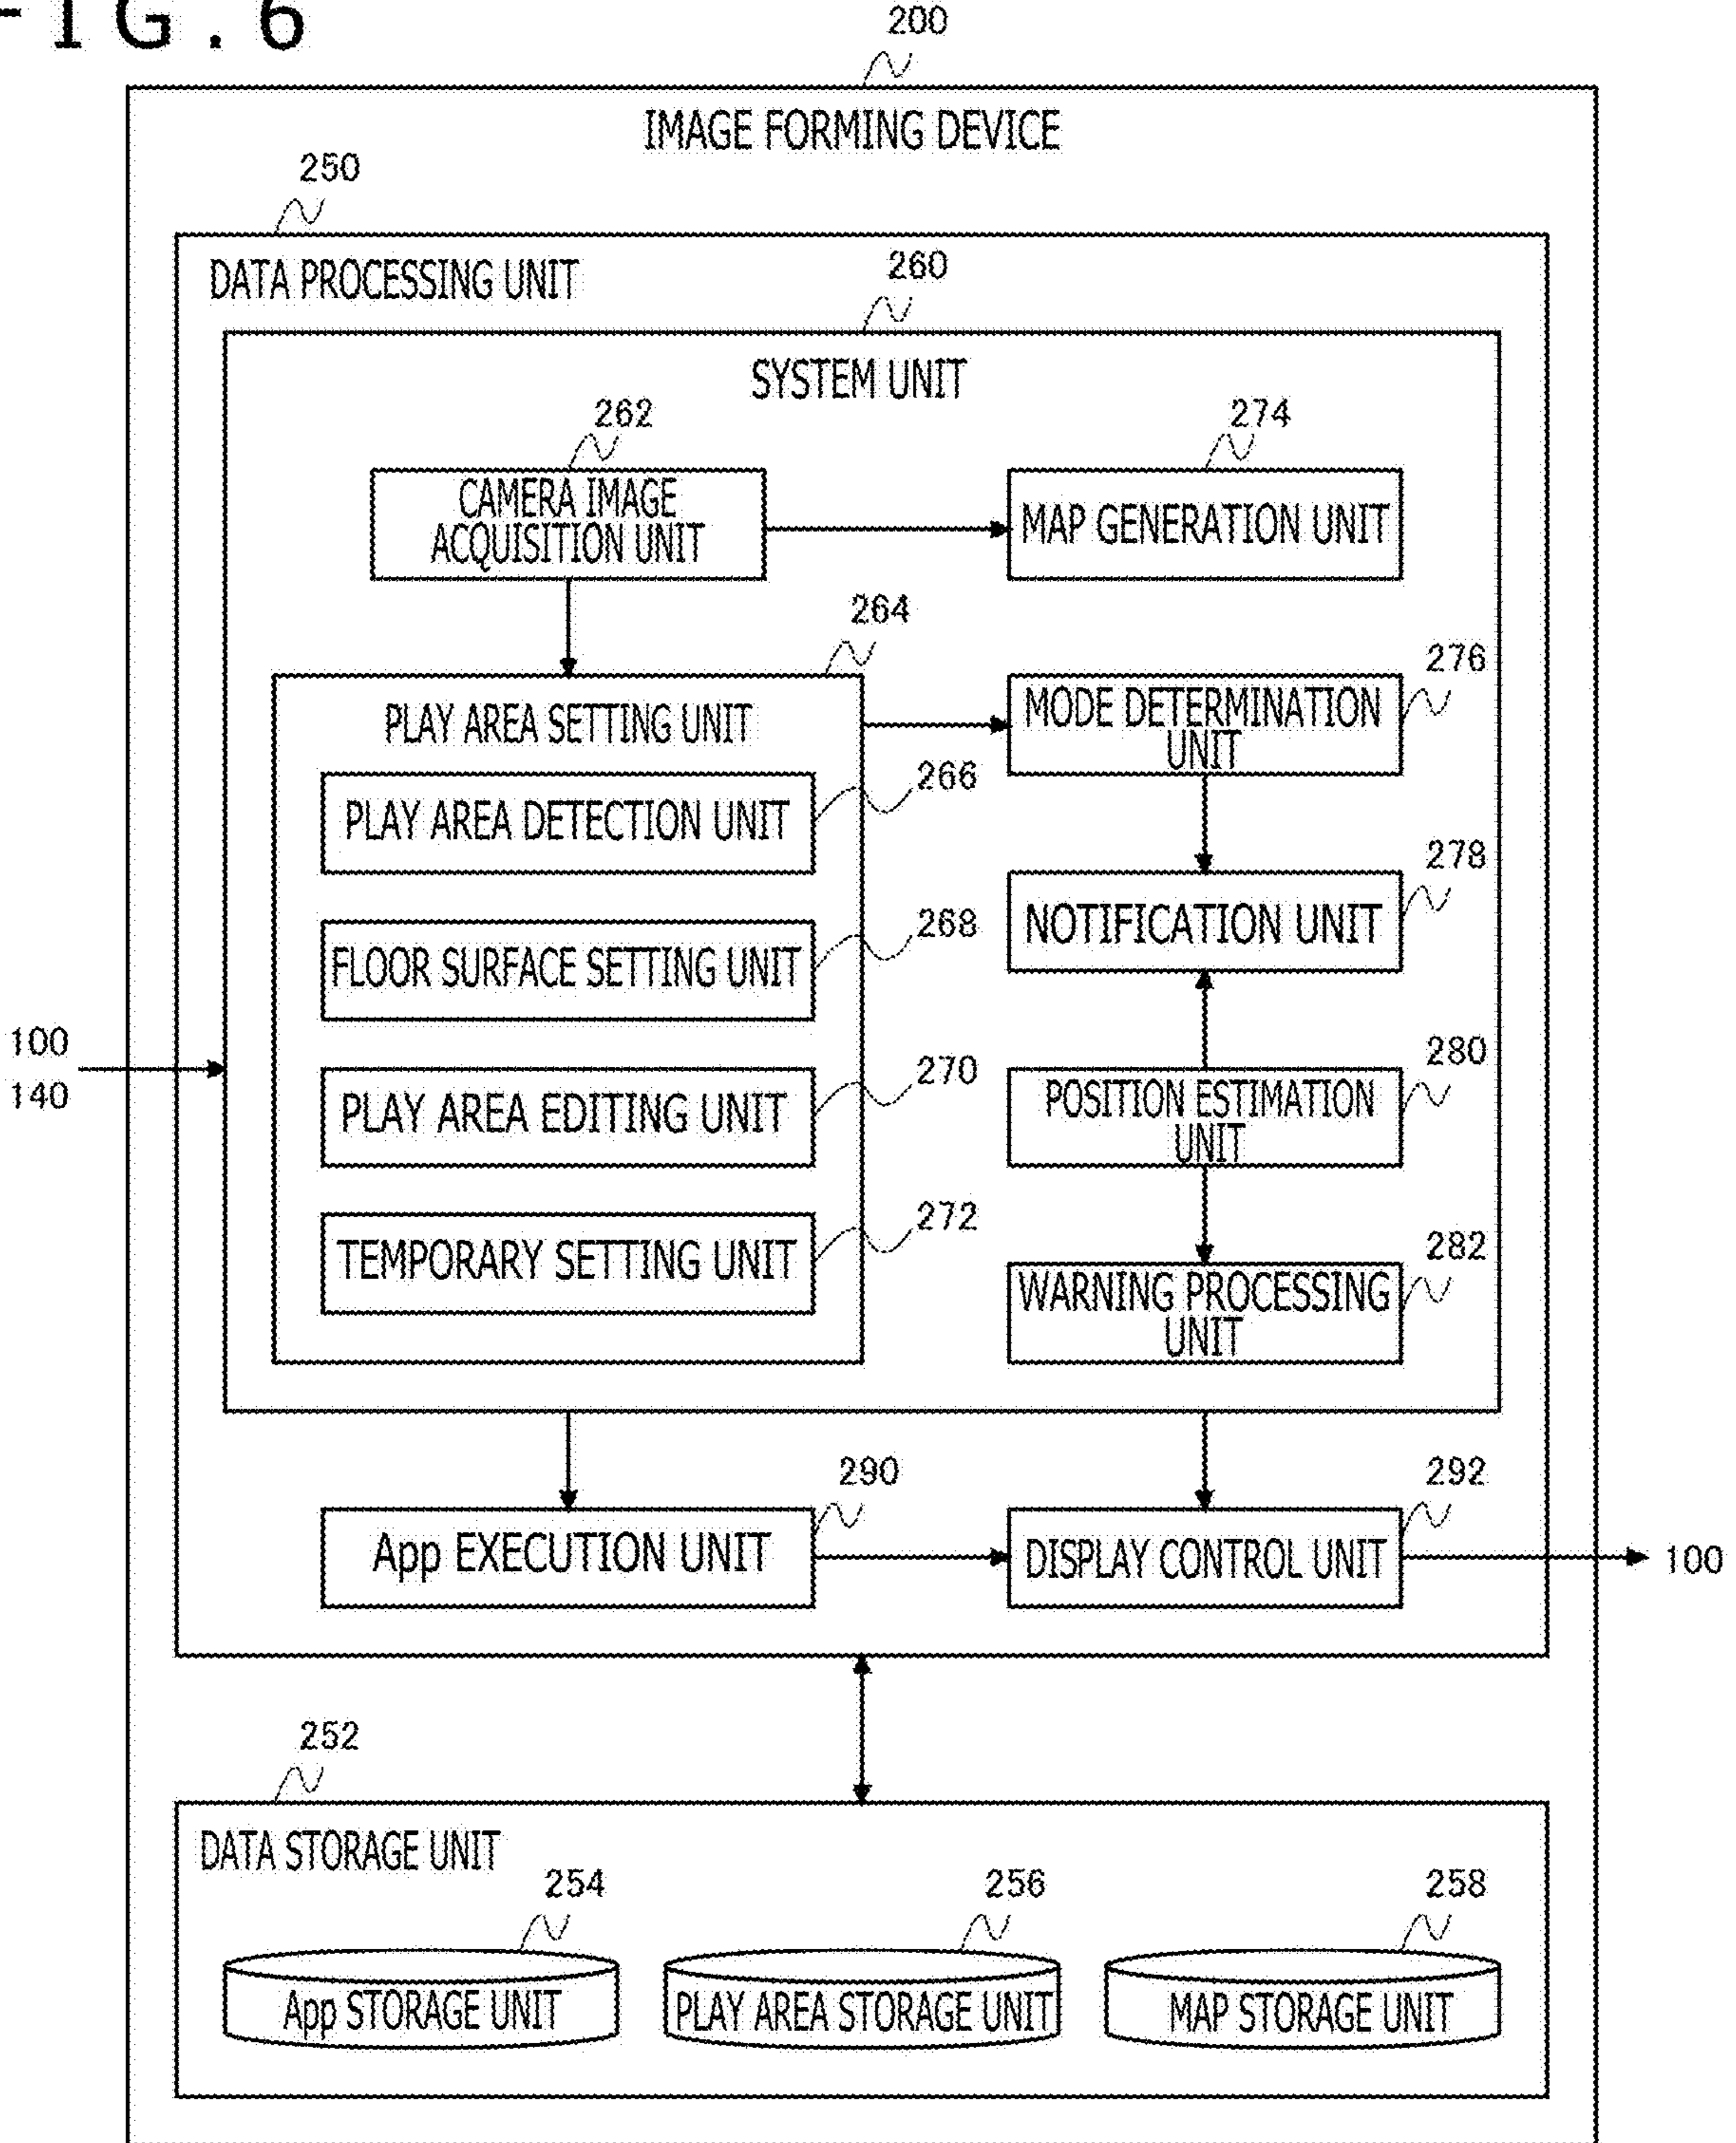 FIG. 6
200
IMAGE FORMING DEVICE
250
DATA PROCESSING UNIT
260
SYSTEM UNIT
262
CAMERA IMAGE
ACQUISITION UNIT
274
MAP GENERATION UNIT
264
PLAY AREA SETTING UNIT
266
PLAY AREA DETECTION UNIT
268
FLOOR SURFACE SETTING UNIT
270
PLAY AREA EDITING UNIT
272
TEMPORARY SETTING UNIT
276
MODE DETERMINATION
UNIT
278
NOTIFICATION UNIT
280
POSITION ESTIMATION
UNIT
282
WARNING PROCESSING
UNIT
100
140
290
App EXECUTION UNIT
292
DISPLAY CONTROL UNIT
100
252
DATA STORAGE UNIT
254
App STORAGE UNIT
256
PLAY AREA STORAGE UNIT
258
MAP STORAGE UNIT